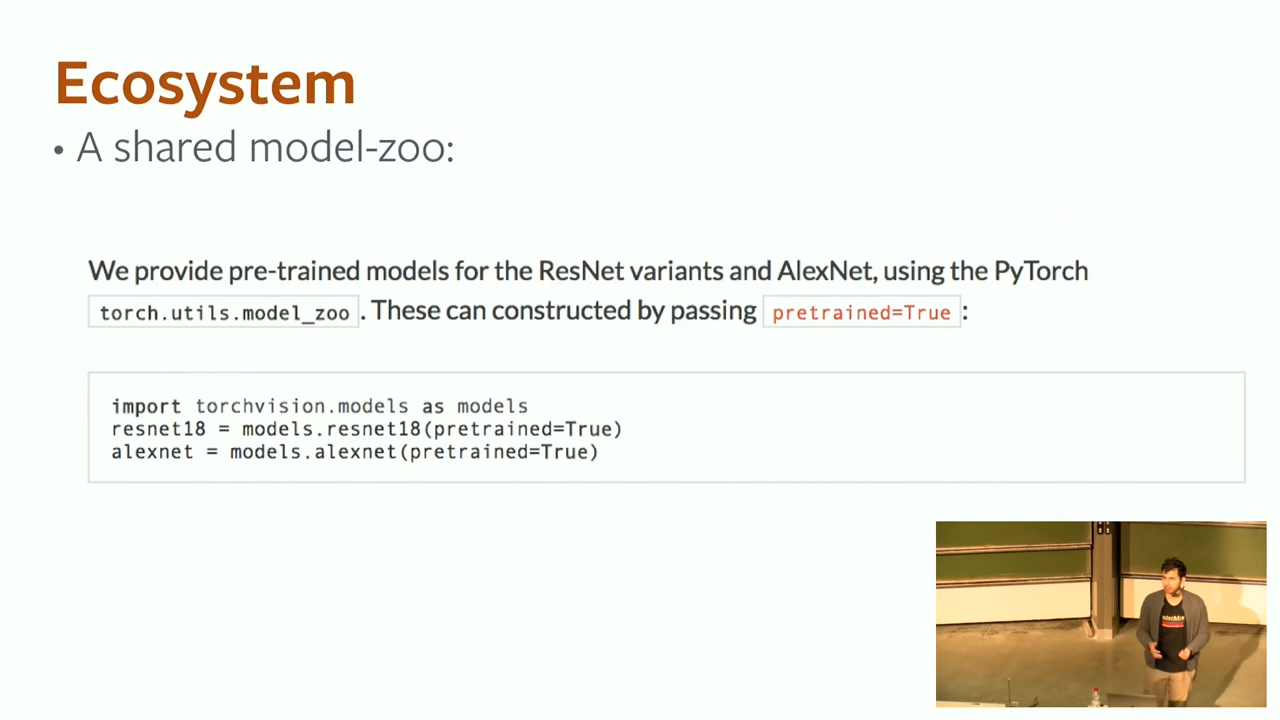 Ecosystem
• A shared model-zoo:
We provide pre-trained models for the ResNet variants and AlexNet, using the PyTorch
torch.utils.model_zoo. These can constructed by passing pretrained=True:
import torchvision.models as models
resnet18 = models.resnet18(pretrained=True)
alexnet = models.alexnet(pretrained=True)